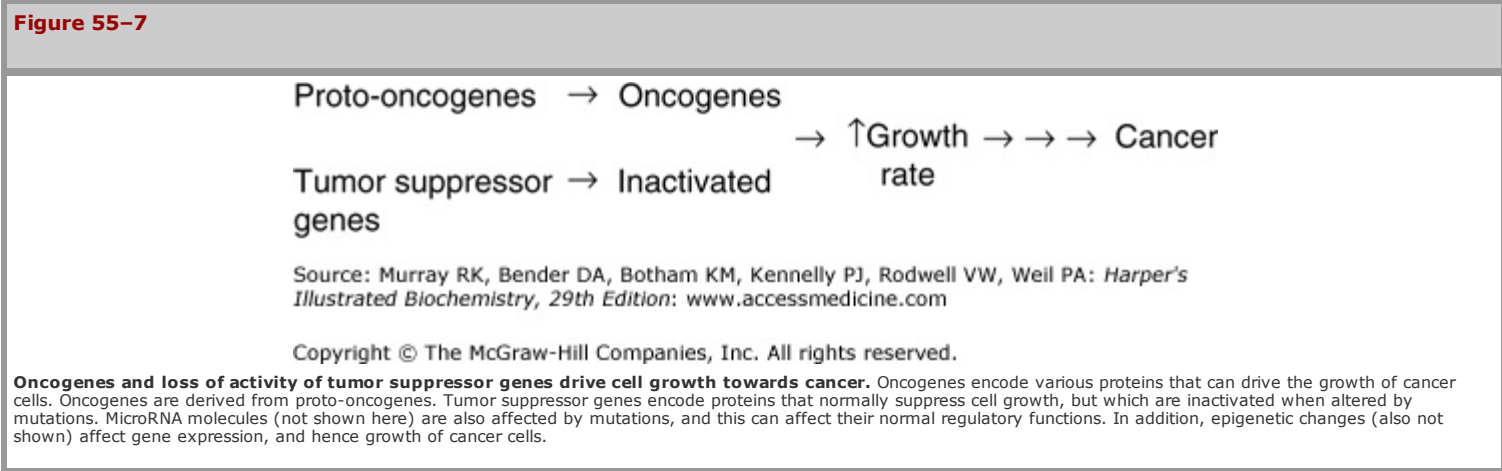 Figure 55–7
Proto-oncogenes → Oncogenes
→ ↑Growth → → → Cancer
rate
Tumor suppressor → Inactivated
genes
Source: Murray RK, Bender DA, Botham KM, Kennelly PJ, Rodwell VW, Weil PA: Harper's
Illustrated Biochemistry, 29th Edition: www.accessmedicine.com
Copyright © The McGraw-Hill Companies, Inc. All rights reserved.
Oncogenes and loss of activity of tumor suppressor genes drive cell growth towards cancer. Oncogenes encode various proteins that can drive the growth of cancer
cells. Oncogenes are derived from proto-oncogenes. Tumor suppressor genes encode proteins that normally suppress cell growth, but which are inactivated when altered by
mutations. MicroRNA molecules (not shown here) are also affected by mutations, and this can affect their normal regulatory functions. In addition, epigenetic changes (also not
shown) affect gene expression, and hence growth of cancer cells.